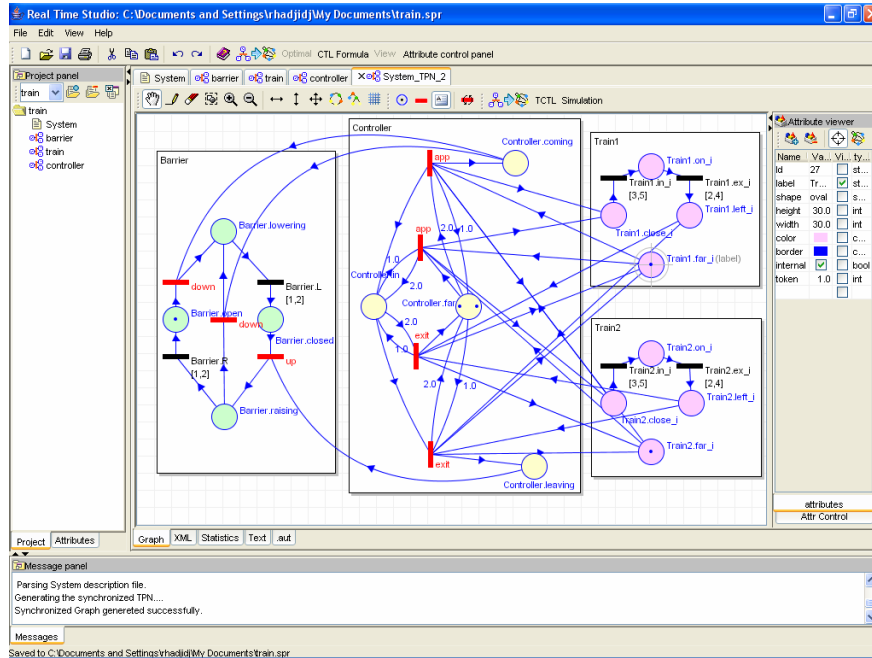 Real Time Studio: C:\Documents and Settings\rhadjidj\My Documents\train.spr
File Edit View Help
Optimal CTL Formula View Attribute control panel
Project panel
train
train
System
barrier
train
controller
Project Attributes
System barrier train controller System_TPN_2
TCTL Simulation
Barrier
Barrier.lowering
down
Barrier.L
[1,2]
Barrier.open
down
Barrier.closed
Barrier.R
[1,2]
up
Barrier.raising
Controller
app
Controller.coming
app
2.0
1.0
1.0
2.0
Controller.far
2.0
exit
1.0
2.0
1.0
exit
Controller.leaving
Train1
Train1.on_i
Train1.in_i
[3,5]
Train1.ex_i
[2,4]
Train1.left_i
Train1.close_i
Train1.far_i (label)
Train2
Train2.on_i
Train2.in_i
[3,5]
Train2.ex_i
[2,4]
Train2.left_i
Train2.close_i
Train2.far_i
Graph XML Statistics Text .aut
Attribute viewer
Name Va... Vi... ty...
Id 27 st...
label Tr... st...
shape oval s...
height 30.0 int
width 30.0 int
color c...
border c...
internal bool
token 1.0 int
attributes
Attr Control
Message panel
Parsing System description file.
Generating the synchronized TPN....
Synchronized Graph genereted successfully.
Messages
Saved to C:\Documents and Settings\rhadjidj\My Documents\train.spr